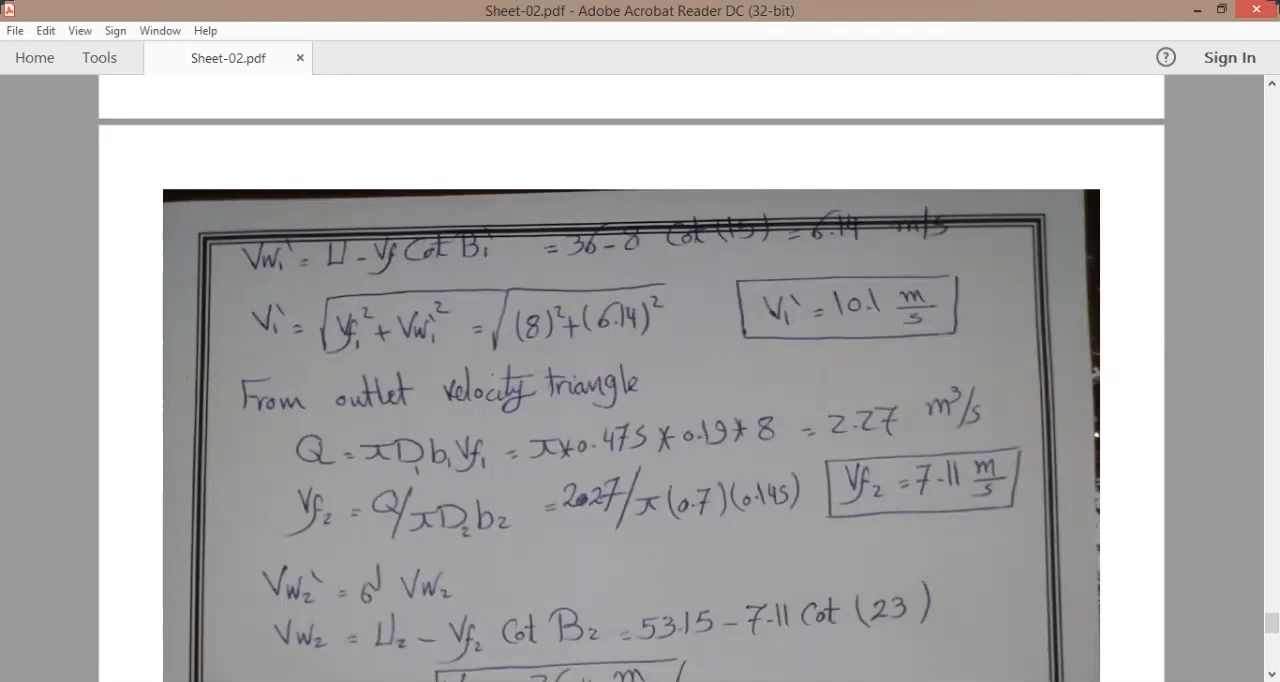 Sheet-02.pdf - Adobe Acrobat Reader DC (32-bit)
File Edit View Sign Window Help
Home Tools Sheet-02.pdf × ? Sign In
Vw₁' = U - Vf Cot B₁' = 36 - 8 Cot (15) = 6.14 m/s
V₁' = √(Vf₁² + Vw₁'²) = √((8)² + (6.14)²) V₁' = 10.1 m/s
From outlet velocity triangle
Q = πD₁b₁Vf₁ = π*0.475*0.19*8 = 2.27 m³/s
Vf₂ = Q/πD₂b₂ = 2.27/π(0.7)(0.145) Vf₂ = 7.11 m/s
Vw₂' = σ Vw₂
Vw₂ = U₂ - Vf₂ Cot B₂ = 53.15 - 7.11 Cot (23)